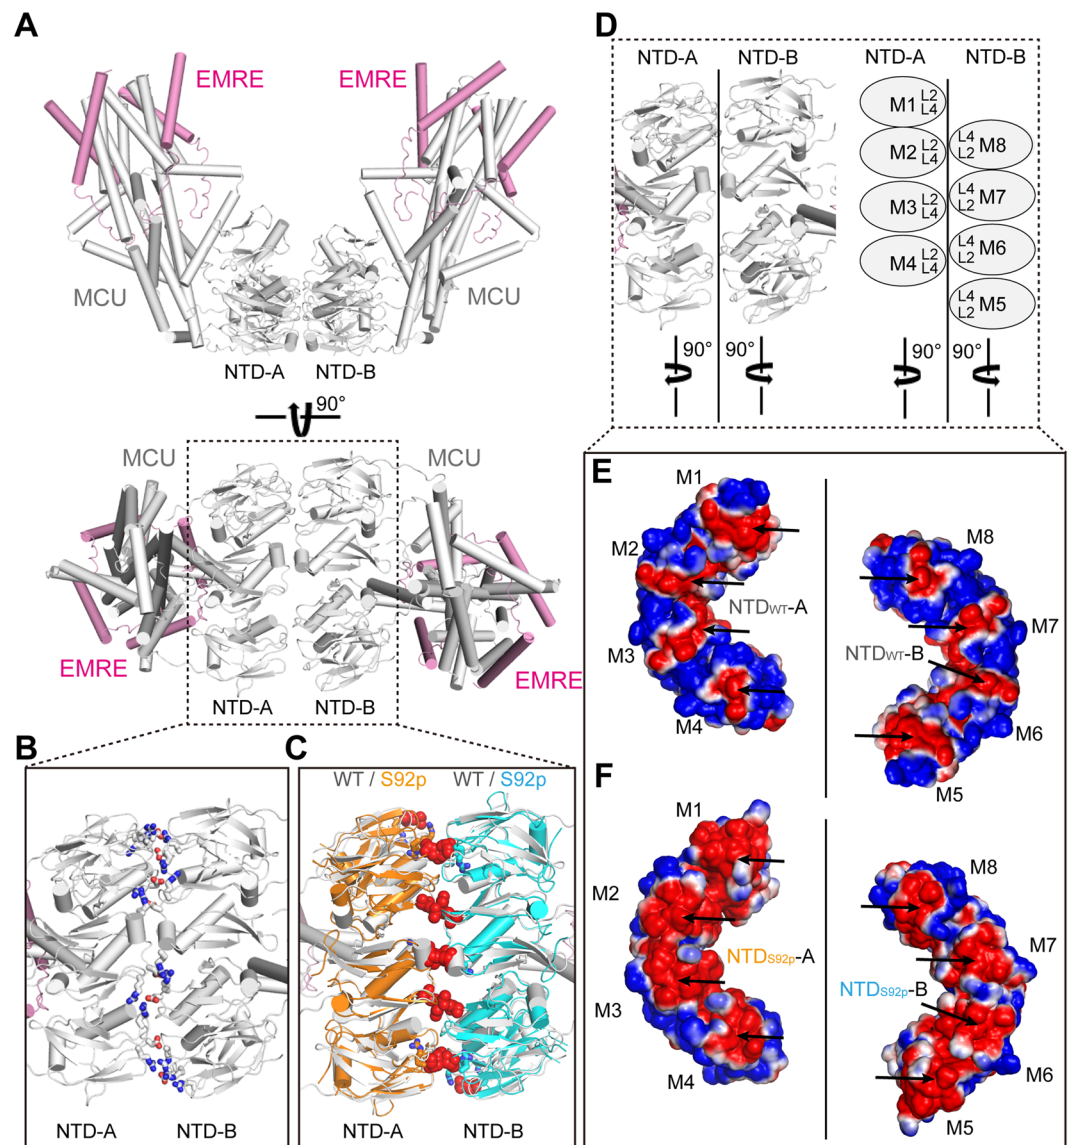 A
EMRE
EMRE
MCU
MCU
NTD-A
NTD-B
90°
MCU
MCU
EMRE
EMRE
NTD-A
NTD-B
B
NTD-A
NTD-B
C
WT / S92p
WT / S92p
NTD-A
NTD-B
D
NTD-A
NTD-B
NTD-A
NTD-B
M1 L2 L4
M2 L2 L4
M3 L2 L4
M4 L2 L4
L4 L2 M8
L4 L2 M7
L4 L2 M6
L4 L2 M5
90°
90°
90°
90°
E
M1
M2
NTDWT-A
M3
M4
M8
M7
NTDWT-B
M6
M5
F
M1
M2
NTDS92p-A
M3
M4
M8
M7
NTDS92p-B
M6
M5